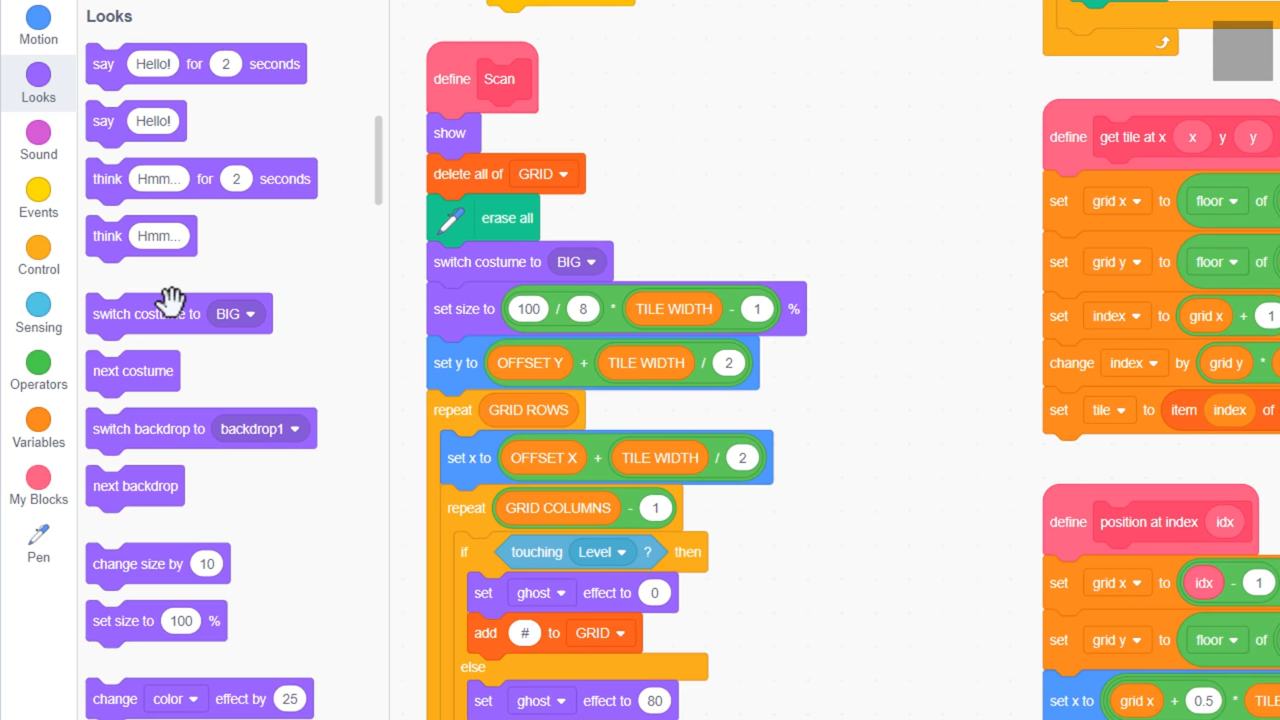 Motion
Looks
Sound
Events
Control
Sensing
Operators
Variables
My Blocks
Pen
Looks
say Hello! for 2 seconds
say Hello!
think Hmm... for 2 seconds
think Hmm...
switch costume to BIG
next costume
switch backdrop to backdrop1
next backdrop
change size by 10
set size to 100 %
change color effect by 25
define Scan
show
delete all of GRID
erase all
switch costume to BIG
set size to 100 / 8 * TILE WIDTH - 1 %
set y to OFFSET Y + TILE WIDTH / 2
repeat GRID ROWS
set x to OFFSET X + TILE WIDTH / 2
repeat GRID COLUMNS - 1
if touching Level ? then
set ghost effect to 0
add # to GRID
else
set ghost effect to 80
define get tile at x x y y
set grid x to floor of
set grid y to floor of
set index to grid x + 1
change index by grid y *
set tile to item index of
define position at index idx
set grid x to idx - 1
set grid y to floor of
set x to grid x + 0.5 * TILE